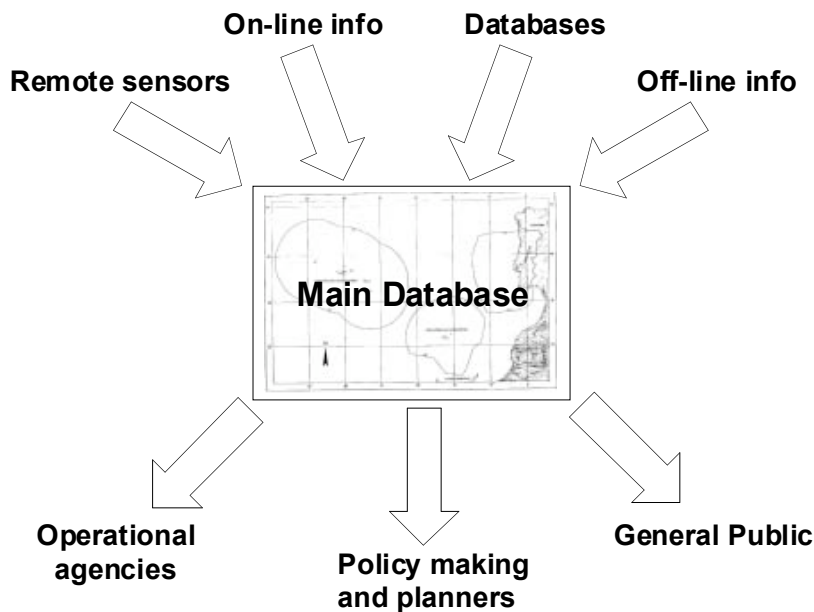 On-line info
Databases
Remote sensors
Off-line info
Main Database
Operational
agencies
Policy making
and planners
General Public